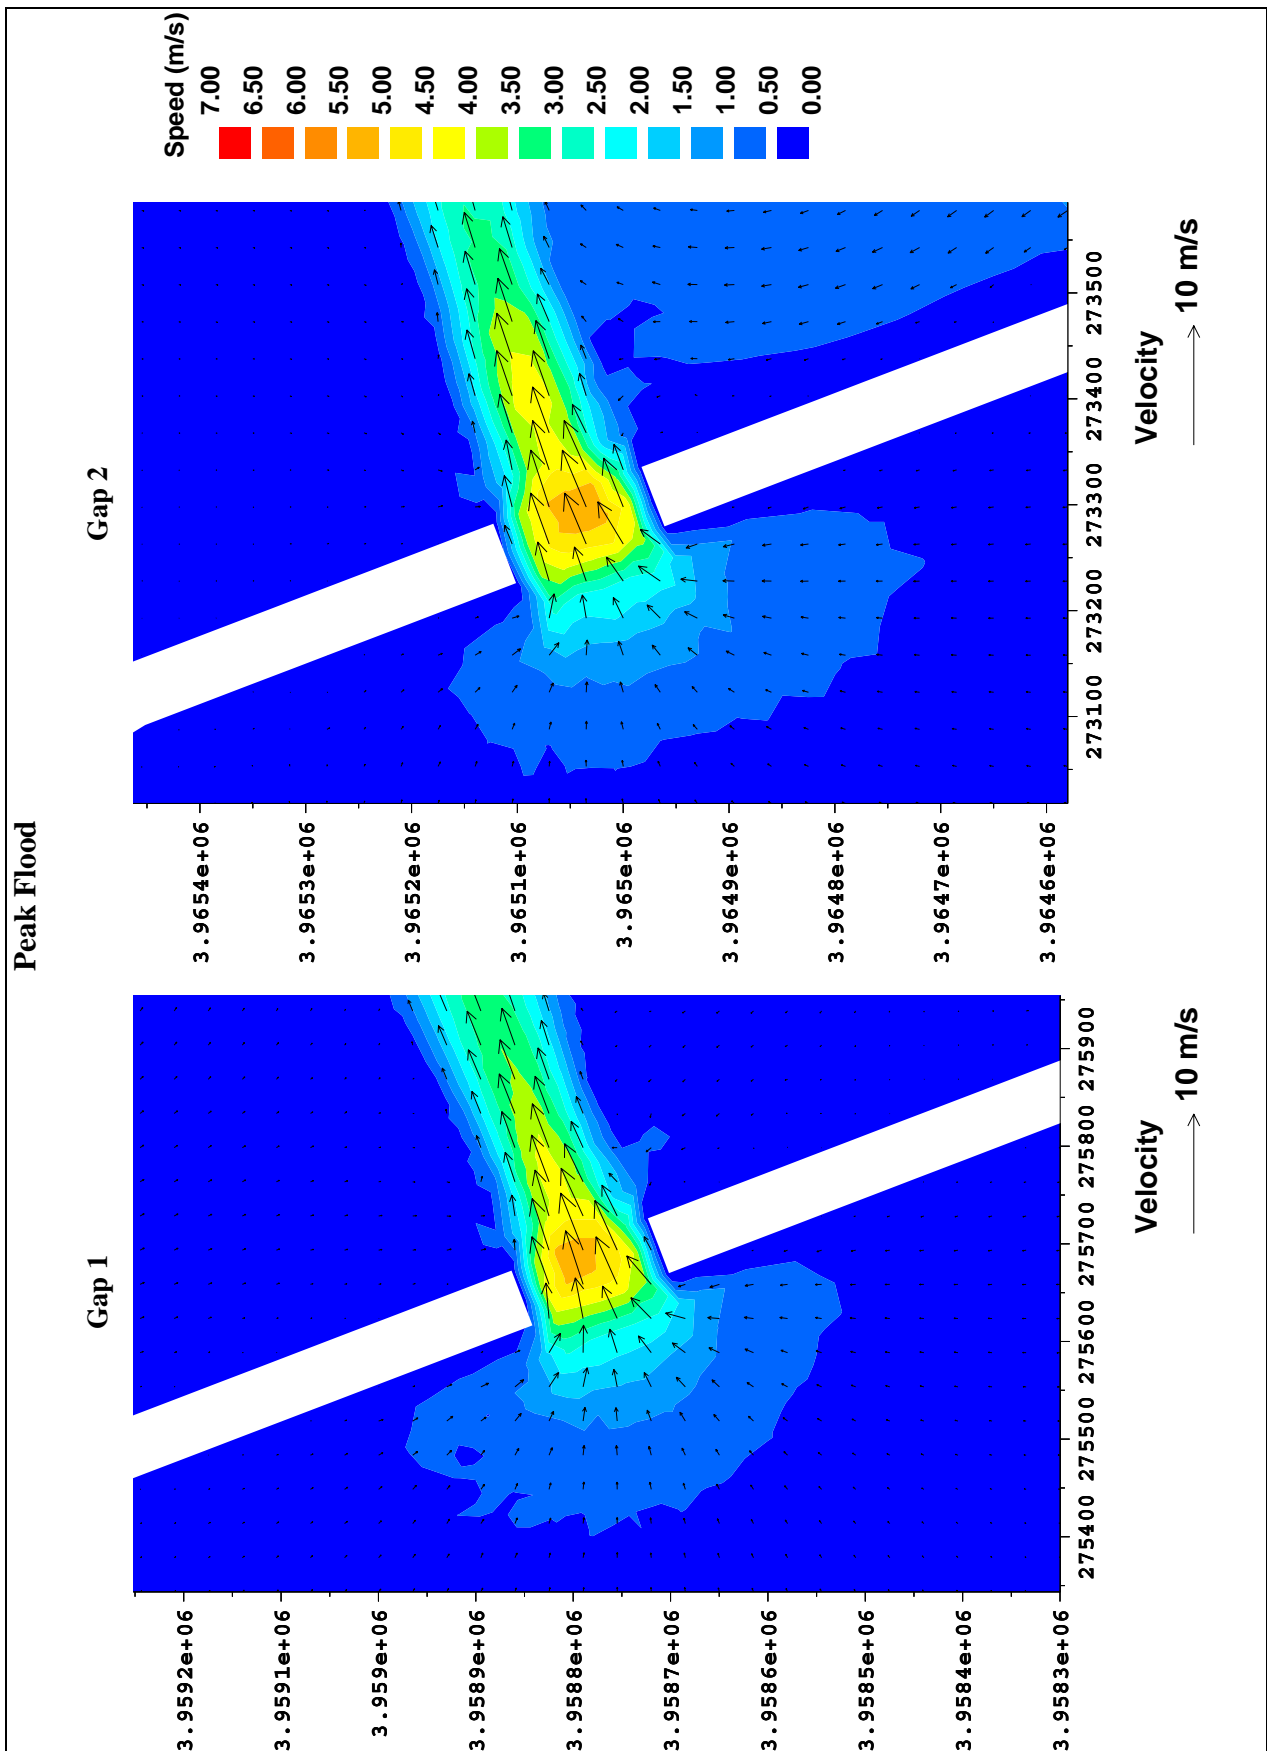 Peak Flood
Gap 1
Gap 2
Speed (m/s)
7.00
6.50
6.00
5.50
5.00
4.50
4.00
3.50
3.00
2.50
2.00
1.50
1.00
0.50
0.00
3.9592e+06
3.9591e+06
3.959e+06
3.9589e+06
3.9588e+06
3.9587e+06
3.9586e+06
3.9585e+06
3.9584e+06
3.9583e+06
275400
275500
275600
275700
275800
275900
Velocity
10 m/s
3.9654e+06
3.9653e+06
3.9652e+06
3.9651e+06
3.965e+06
3.9649e+06
3.9648e+06
3.9647e+06
3.9646e+06
273100
273200
273300
273400
273500
Velocity
10 m/s